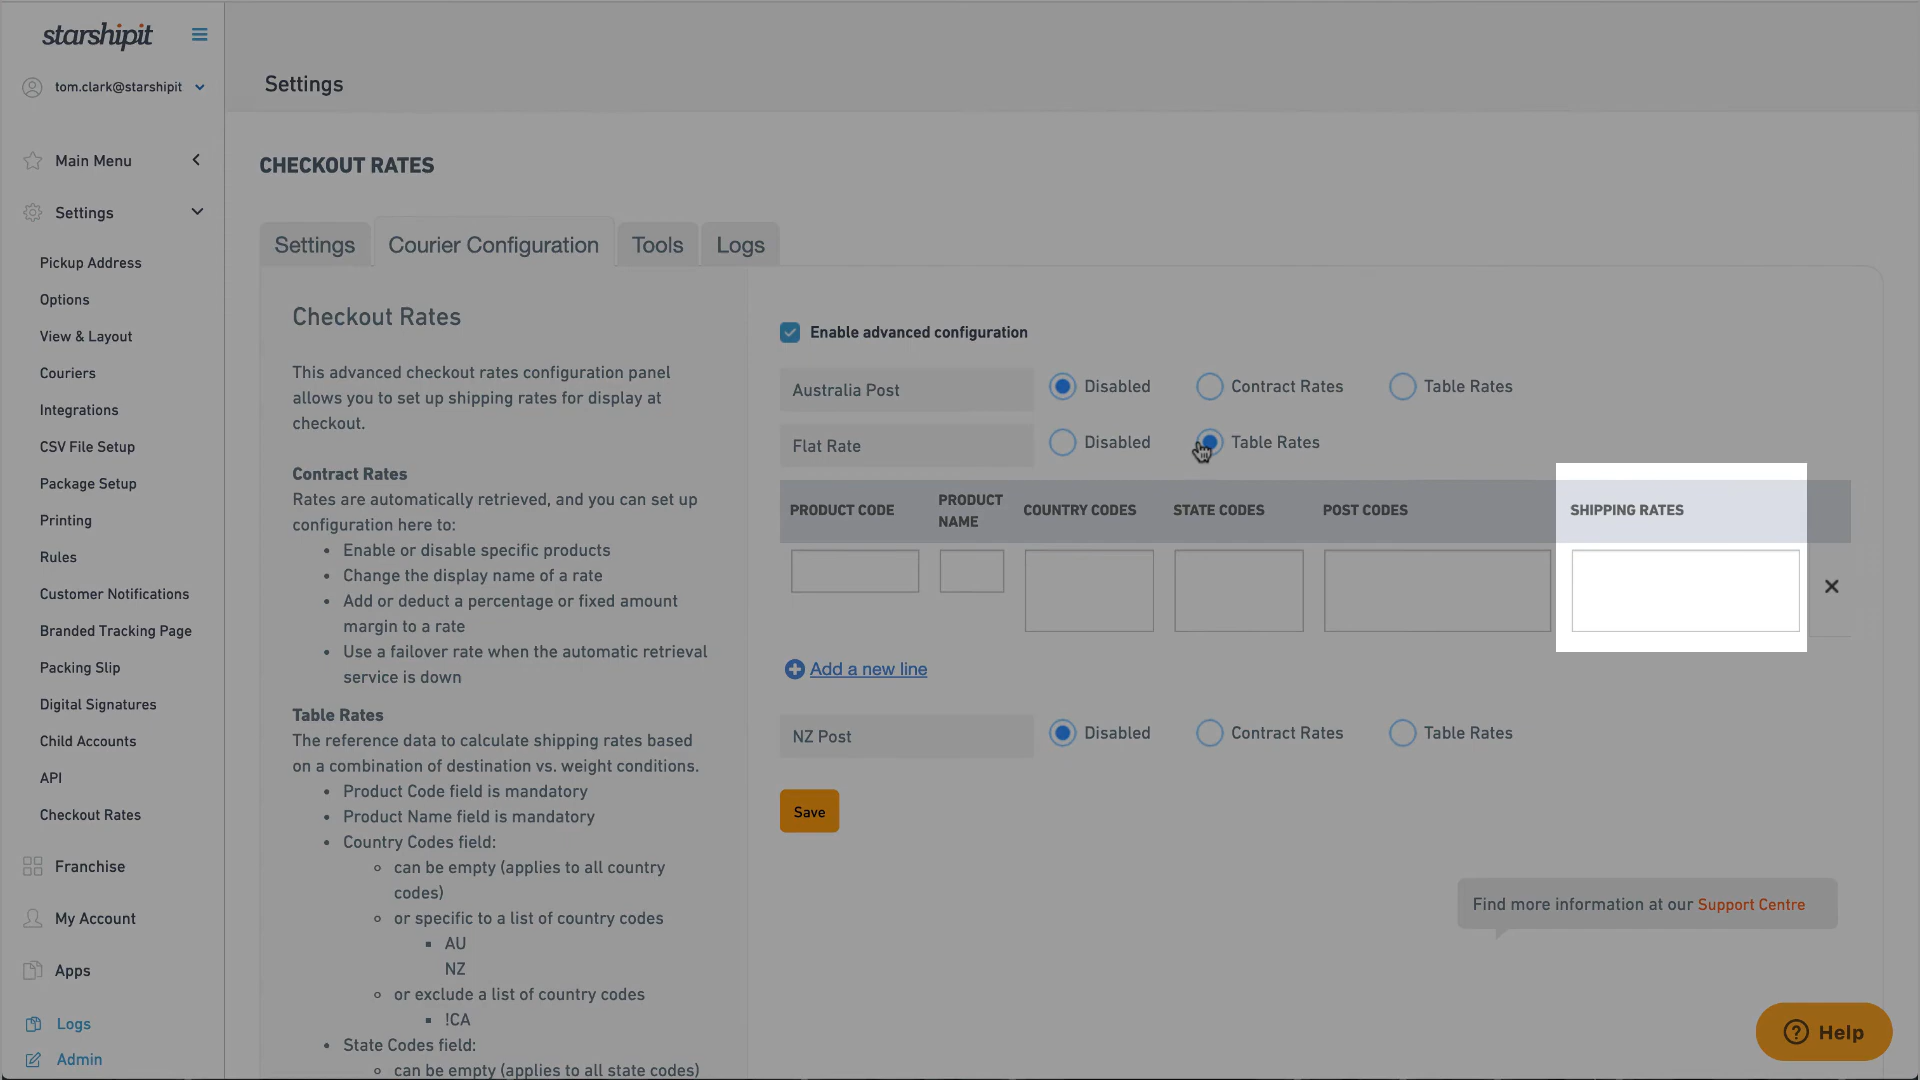 starshipit
tom.clark@starshipit
Main Menu
Settings
Pickup Address
Options
View & Layout
Couriers
Integrations
CSV File Setup
Package Setup
Printing
Rules
Customer Notifications
Branded Tracking Page
Packing Slip
Digital Signatures
Child Accounts
API
Checkout Rates
Franchise
My Account
Apps
Logs
Admin
Settings
CHECKOUT RATES
Settings
Courier Configuration
Tools
Logs
Checkout Rates
This advanced checkout rates configuration panel
allows you to set up shipping rates for display at
checkout.
Contract Rates
Rates are automatically retrieved, and you can set up
configuration here to:
• Enable or disable specific products
• Change the display name of a rate
• Add or deduct a percentage or fixed amount
margin to a rate
• Use a failover rate when the automatic retrieval
service is down
Table Rates
The reference data to calculate shipping rates based
on a combination of destination vs. weight conditions.
• Product Code field is mandatory
• Product Name field is mandatory
• Country Codes field:
◦ can be empty (applies to all country
codes)
◦ or specific to a list of country codes
▪ AU
NZ
◦ or exclude a list of country codes
▪ !CA
• State Codes field:
◦ can be empty (applies to all state codes)
Enable advanced configuration
Australia Post Disabled Contract Rates Table Rates
Flat Rate Disabled Table Rates
PRODUCT CODE PRODUCT NAME COUNTRY CODES STATE CODES POST CODES SHIPPING RATES
Add a new line
NZ Post Disabled Contract Rates Table Rates
Save
Find more information at our Support Centre
Help